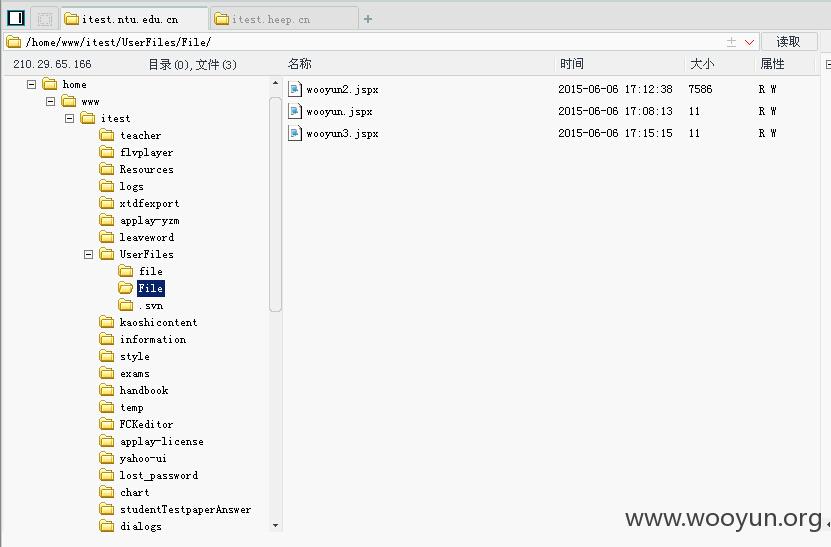 itest.ntu.edu.cn
itest.heep.cn
/home/www/itest/UserFiles/File/
读取
210.29.65.166
目录(0),文件(3)
名称
时间
大小
属性
home
www
itest
teacher
flvplayer
Resources
logs
xtdfexport
applay-yzm
leaveword
UserFiles
file
File
.svn
kaoshicontent
information
style
exams
handbook
temp
FCKeditor
applay-license
yahoo-ui
lost_password
chart
studentTestpaperAnswer
dialogs
wooyun2.jspx 2015-06-06 17:12:38 7586 R W
wooyun.jspx 2015-06-06 17:08:13 11 R W
wooyun3.jspx 2015-06-06 17:15:15 11 R W
www.wooyun.org